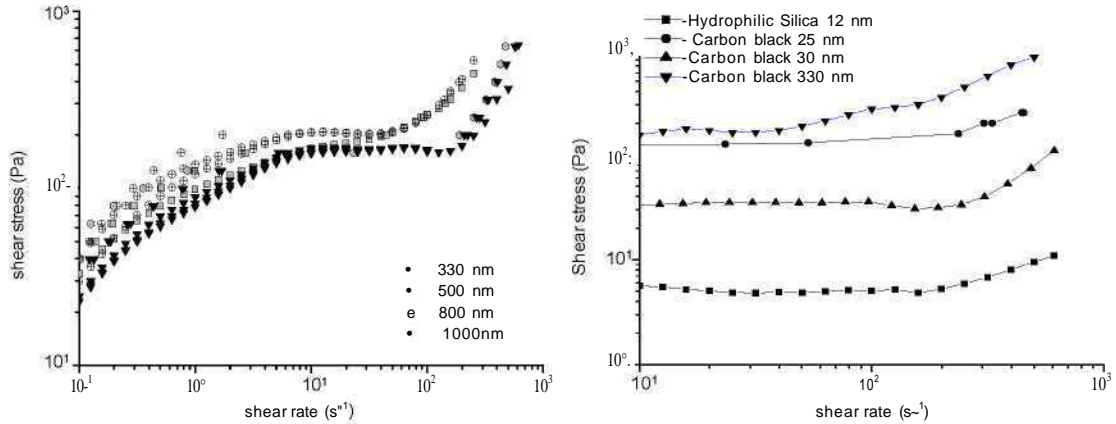 10³
10²
10¹
shear stress (Pa)
10⁻¹ 10⁰ 10¹ 10² 10³
shear rate (s"¹)
• 330 nm
• 500 nm
e 800 nm
• 1000nm
-Hydrophilic Silica 12 nm
- Carbon black 25 nm
-Carbon black 30 nm
-Carbon black 330 nm
10³,
10²:
10¹
10⁰.
Shear stress (Pa)
10¹ 10² 10³
shear rate (s~¹)